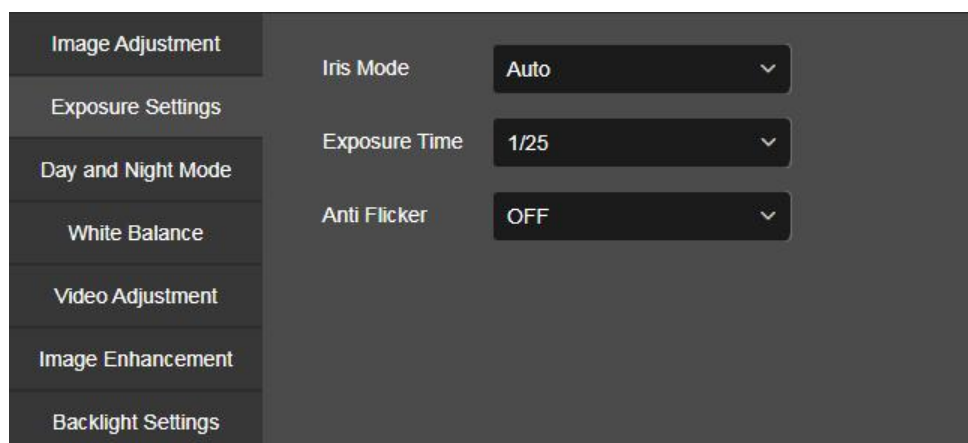 Image Adjustment
Exposure Settings
Day and Night Mode
White Balance
Video Adjustment
Image Enhancement
Backlight Settings
Iris Mode Auto
Exposure Time 1/25
Anti Flicker OFF